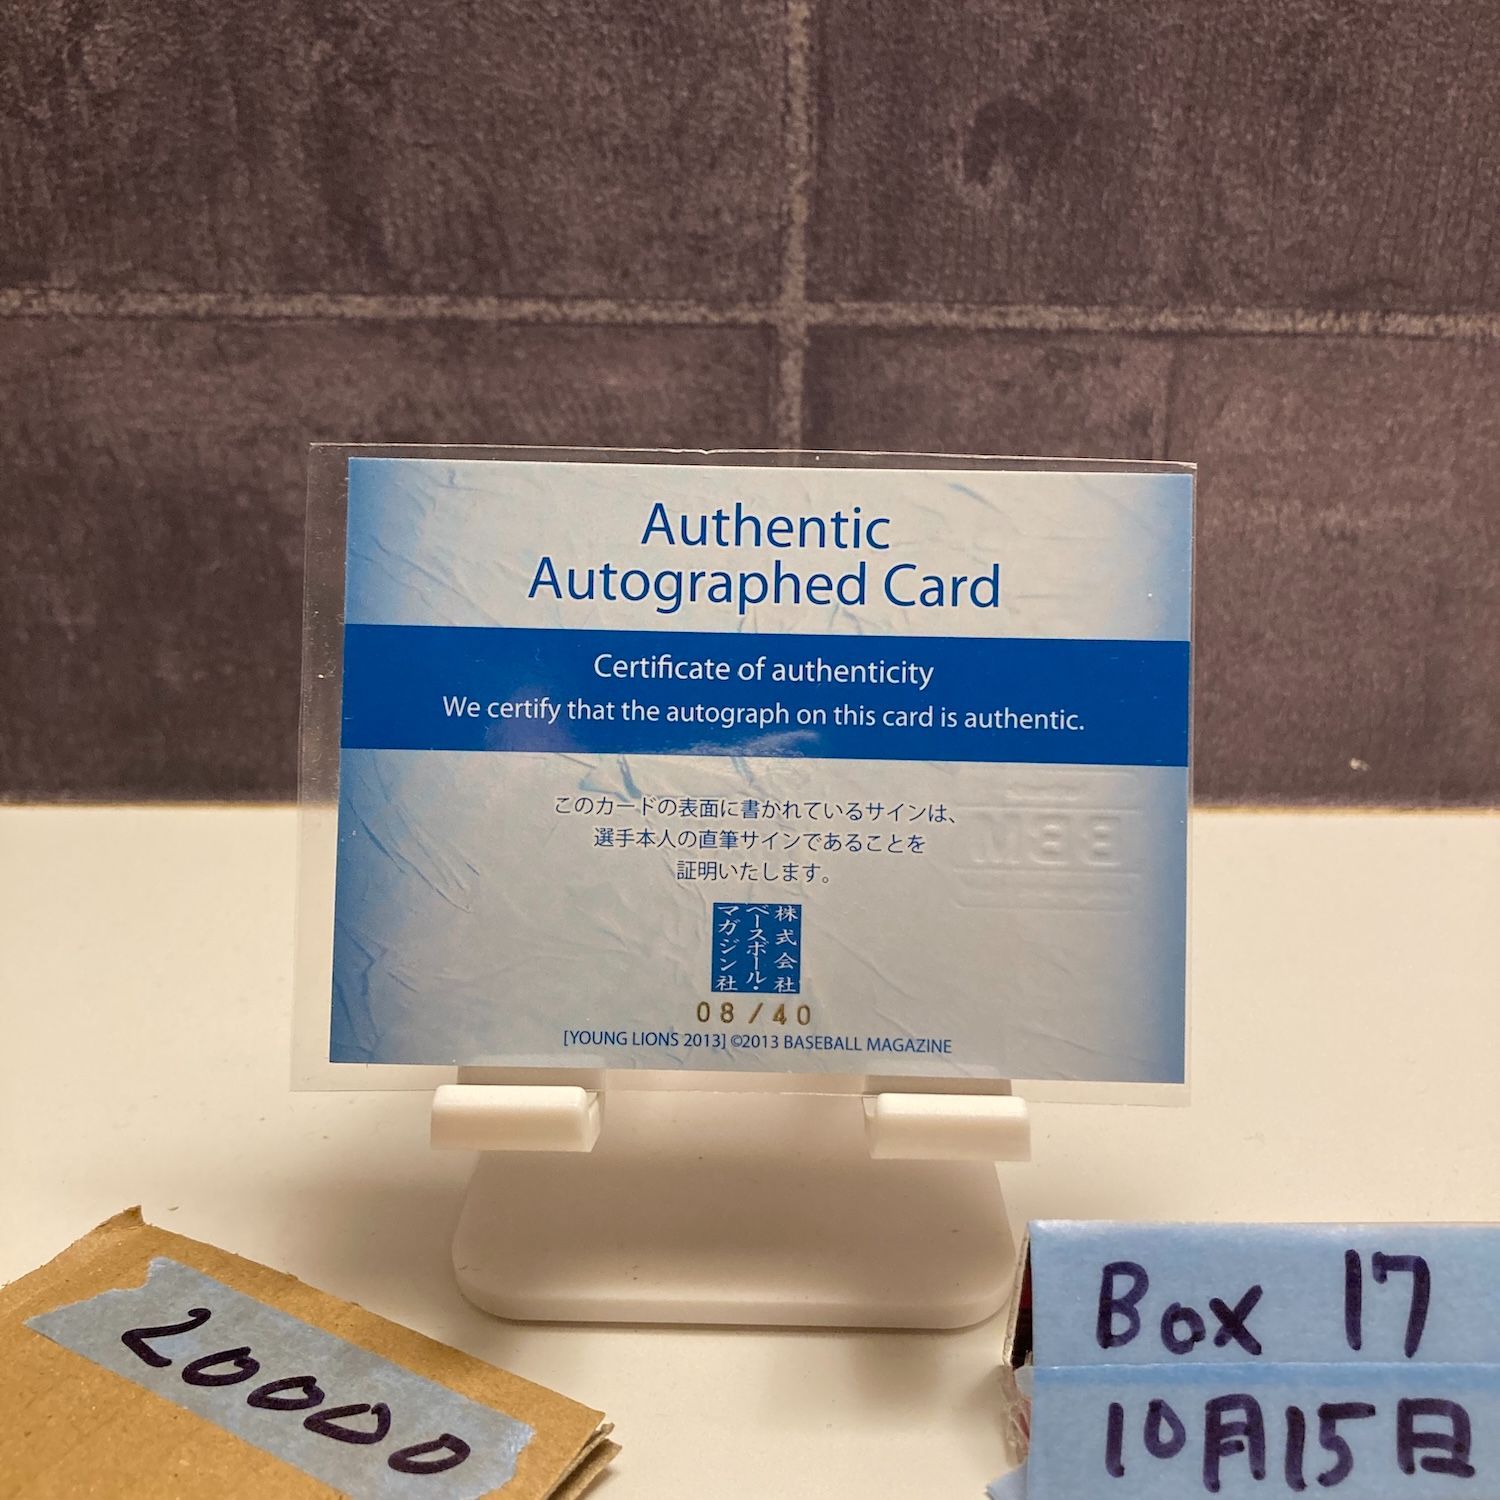 Authentic
Autographed Card
Certificate of authenticity
We certify that the autograph on this card is authentic.
このカードの表面に書かれているサインは、
選手本人の直筆サインであることを
証明いたします。
BBM
株式会社
ベースボール・
マガジン社
08/40
[YOUNG LIONS 2013] ©2013 BASEBALL MAGAZINE
20000
Box 17
10月15日